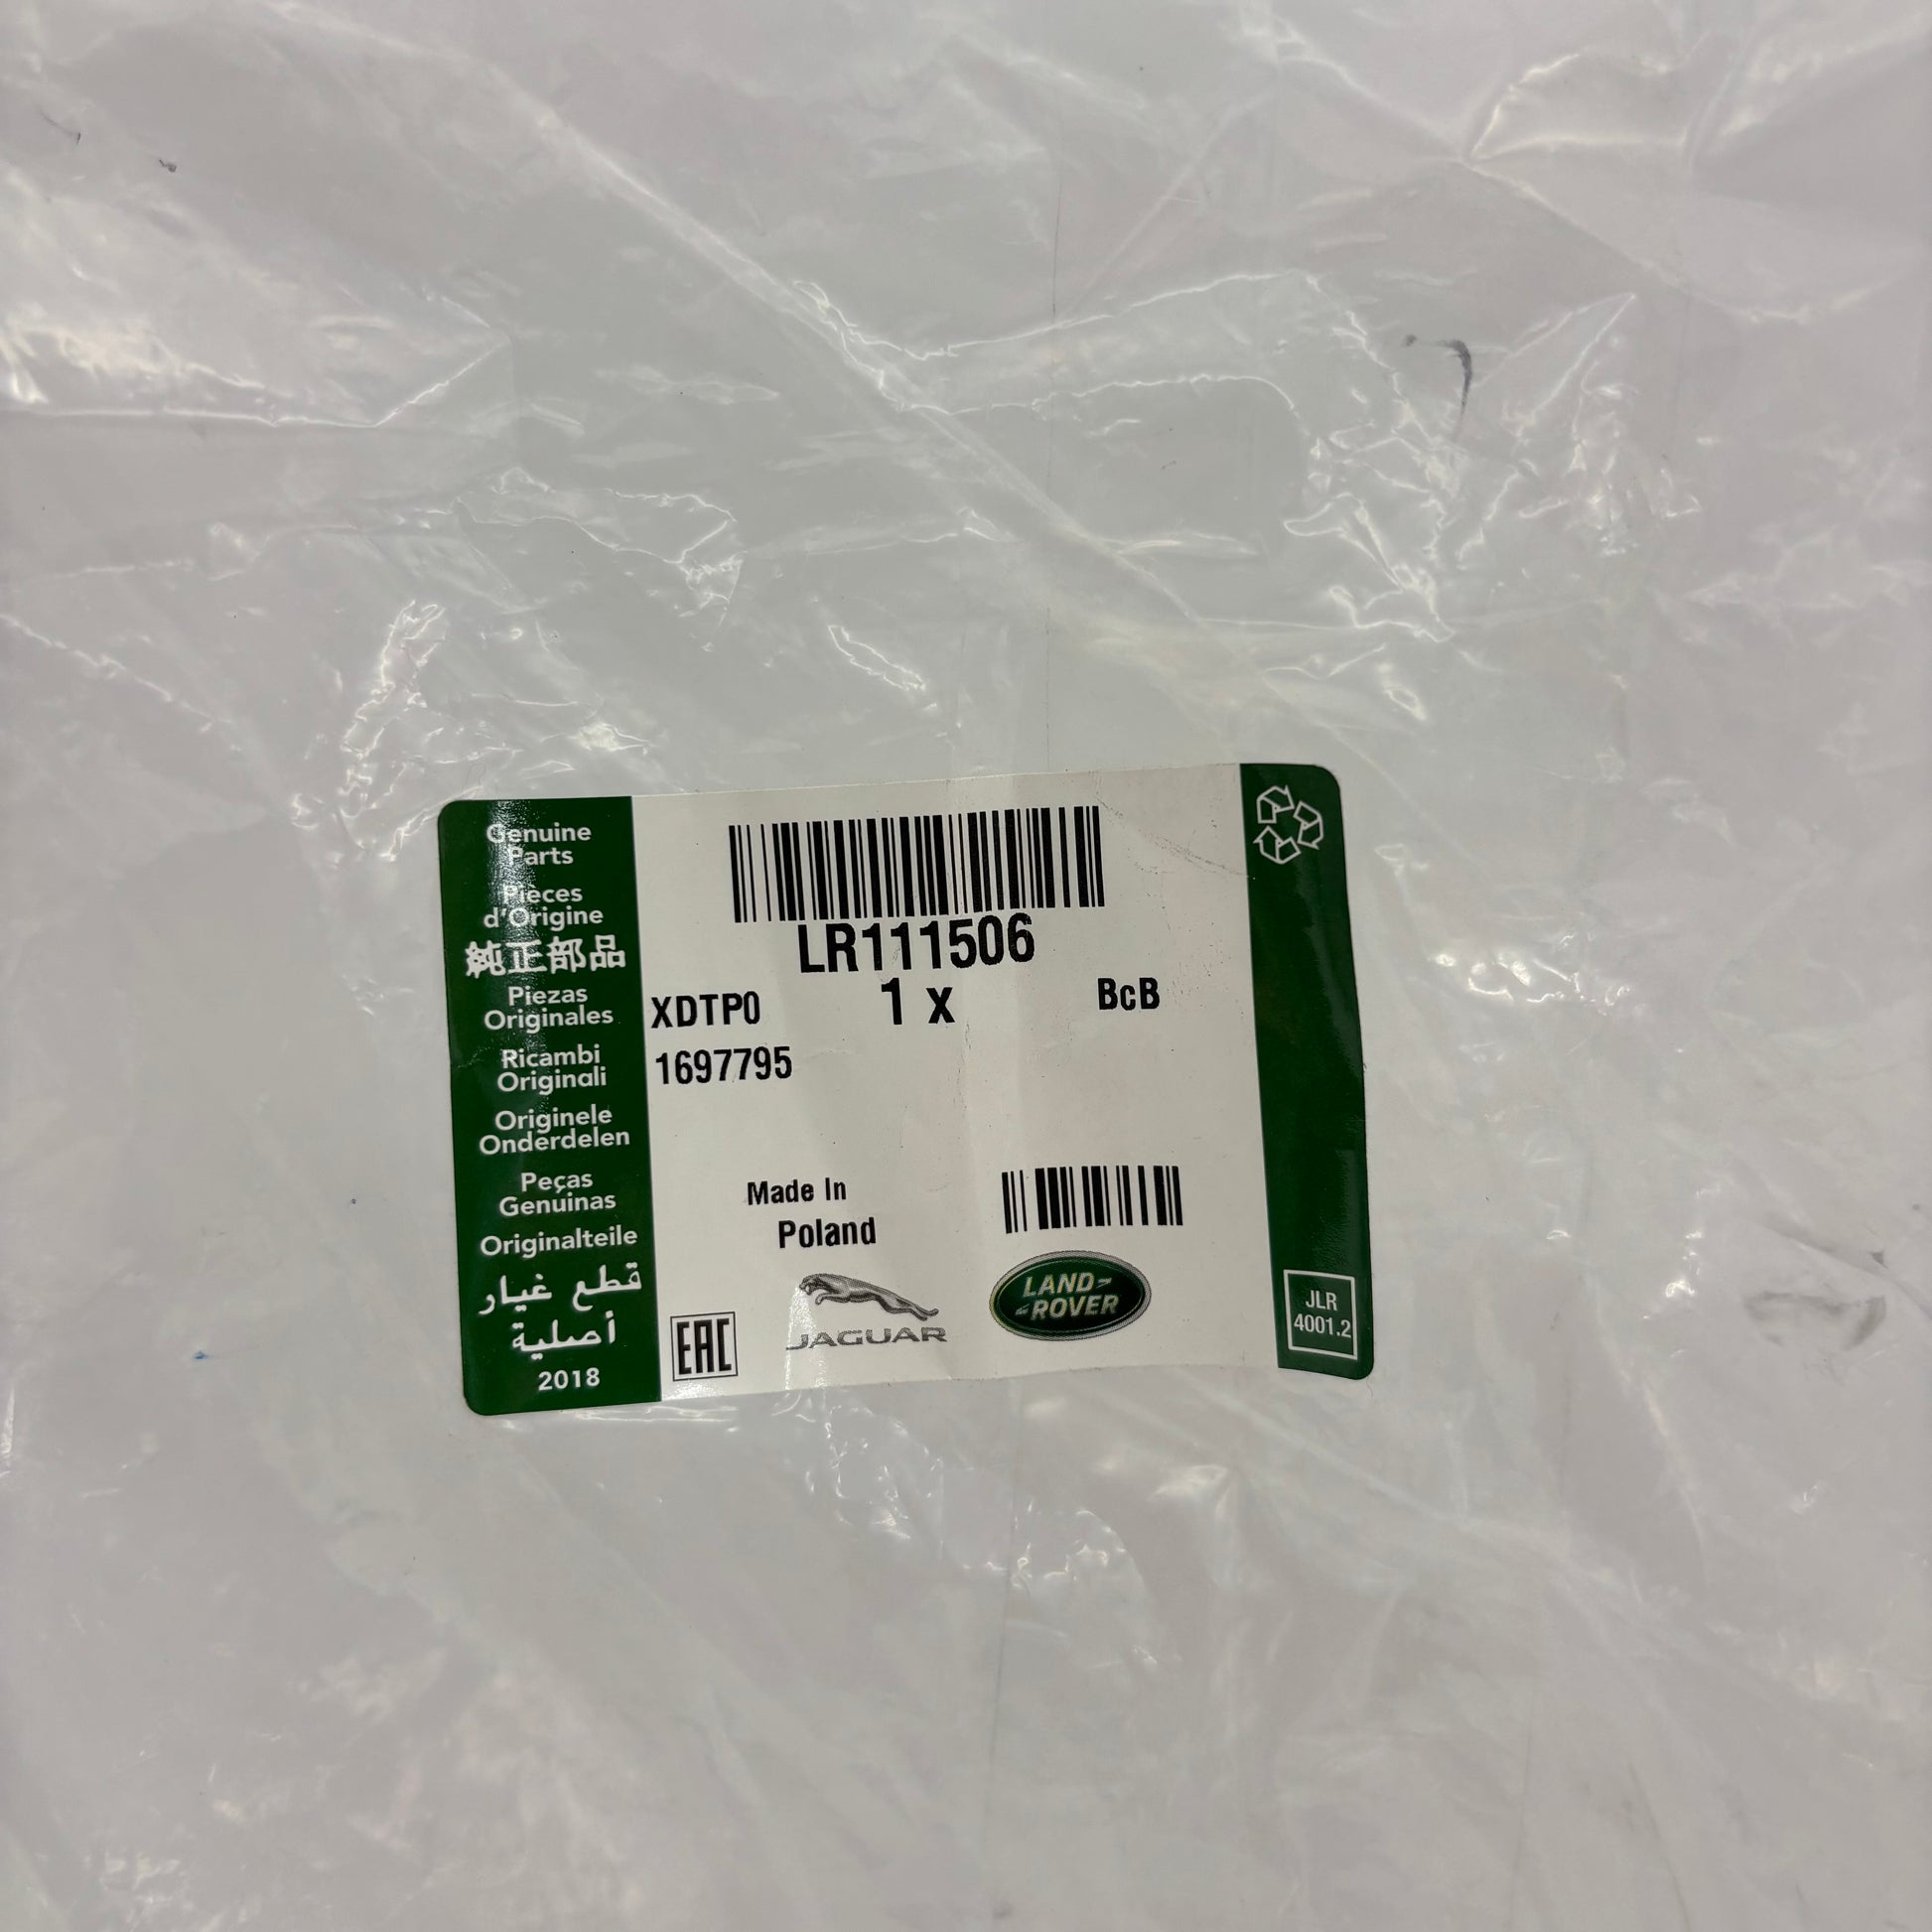 Genuine
Parts
Pièces
d'Origine
純正部品
Piezas
Originales
Ricambi
Originali
Originele
Onderdelen
Peças
Genuinas
Originalteile
قطع غيار
أصلية
2018
LR111506
XDTP0 1 x BcB
1697795
Made In
Poland
EAC
JAGUAR
LAND-
ROVER
JLR
4001.2